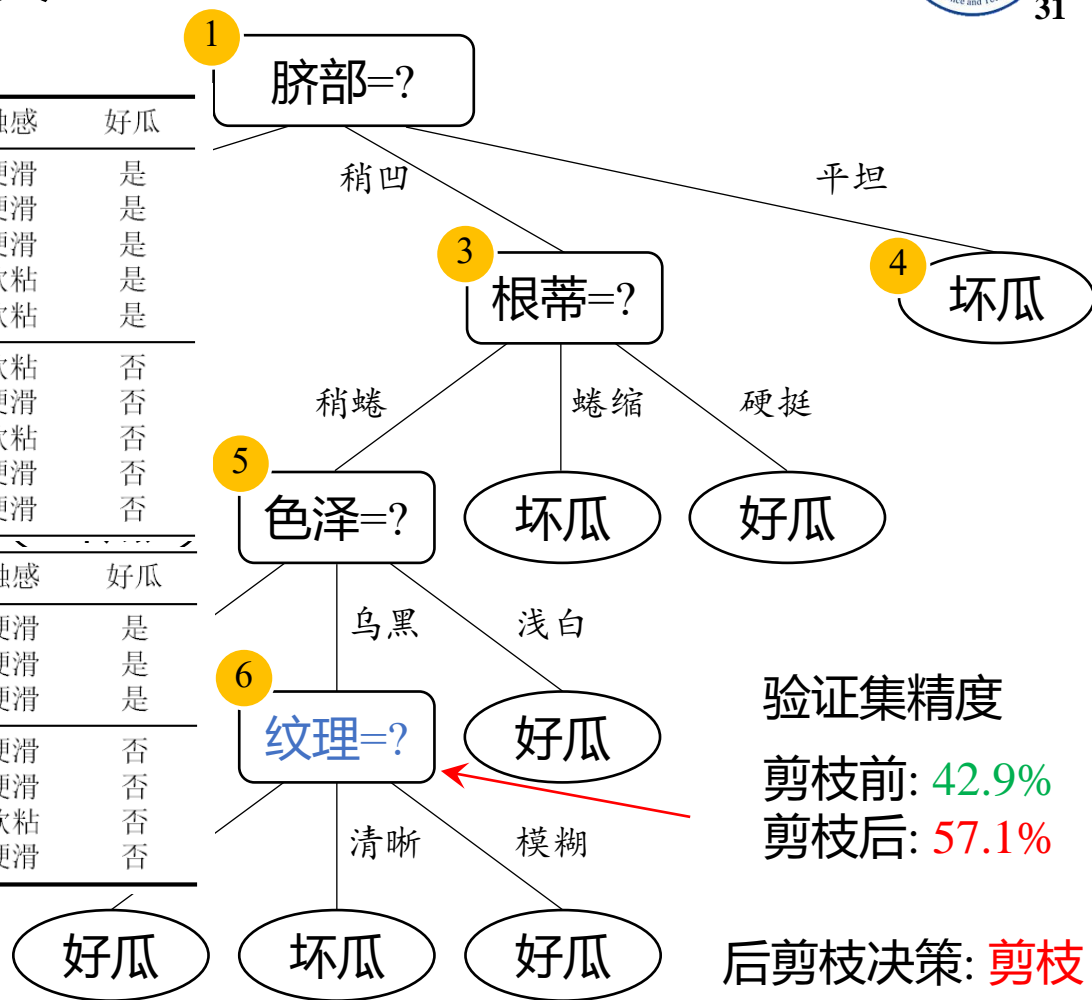 31
1
脐部=?
稍凹
平坦
3
根蒂=?
4
坏瓜
稍蜷
蜷缩
硬挺
5
色泽=?
坏瓜
好瓜
乌黑
浅白
6
纹理=?
好瓜
清晰
模糊
好瓜
坏瓜
好瓜
触感 好瓜
硬滑 是
硬滑 是
硬滑 是
软粘 是
软粘 是
软粘 否
硬滑 否
软粘 否
硬滑 否
硬滑 否
触感 好瓜
硬滑 是
硬滑 是
硬滑 是
硬滑 否
硬滑 否
软粘 否
硬滑 否
验证集精度
剪枝前: 42.9%
剪枝后: 57.1%
后剪枝决策: 剪枝